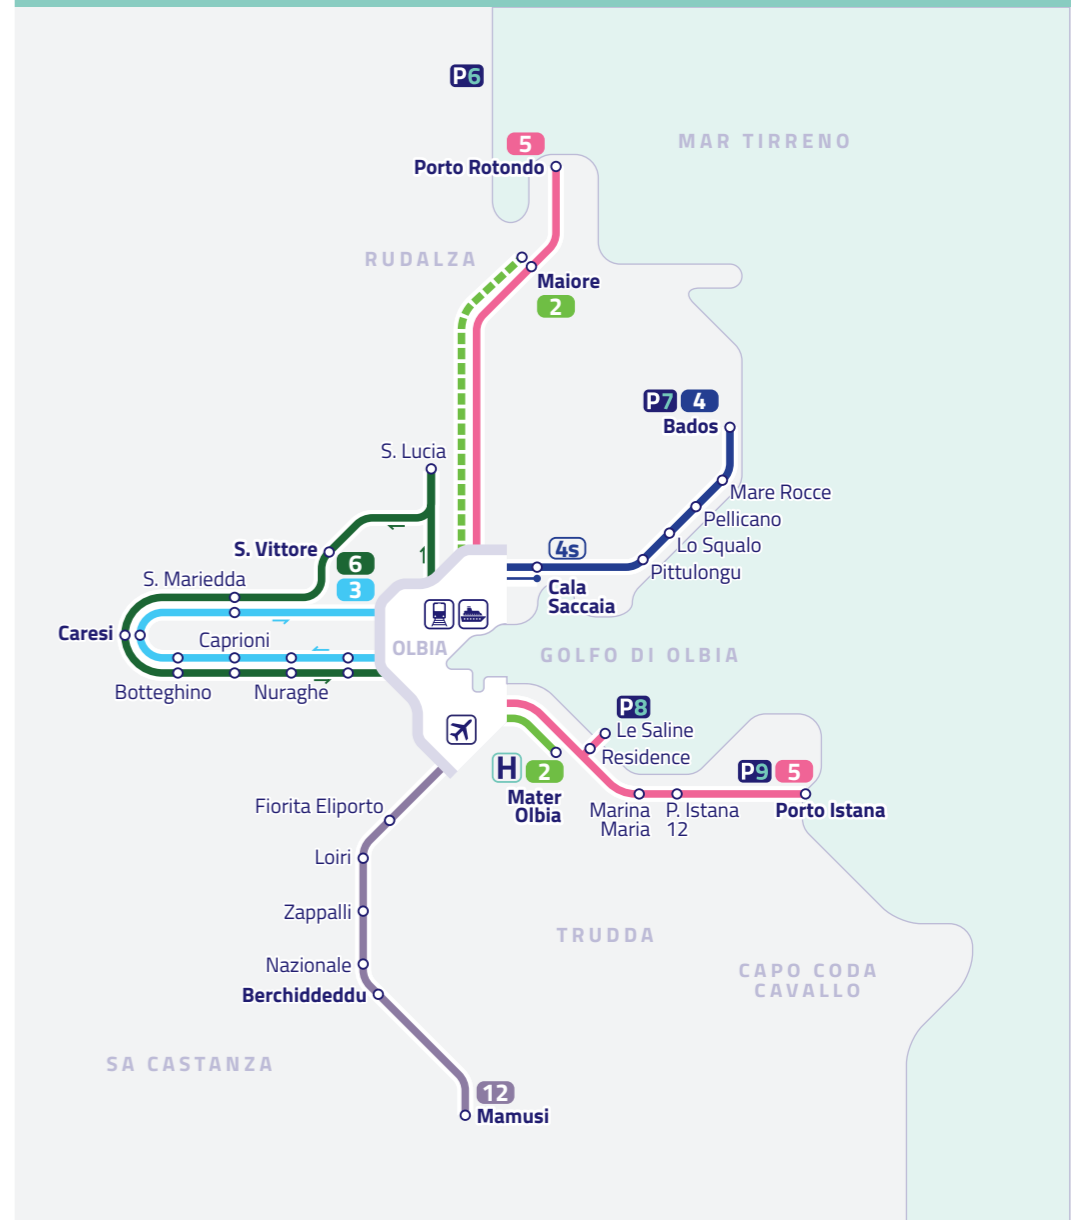 P6
MAR TIRRENO
5
Porto Rotondo
RUDALZA
Maiore
2
P7 4
Bados
S. Lucia
Mare Rocce
Pellicano
Lo Squalo
Pittulongu
4s
Cala
Saccaia
S. Vittore
6
3
S. Mariedda
Caresi
Caprioni
Botteghino
Nuraghe
OLBIA
GOLFO DI OLBIA
P8
Le Saline
Residence
H 2
Mater
Olbia
P9 5
Marina
Maria
P. Istana
12
Porto Istana
Fiorita Eliporto
Loiri
Zappalli
Nazionale
Berchiddeddu
TRUDDA
CAPO CODA
CAVALLO
SA CASTANZA
12
Mamusi